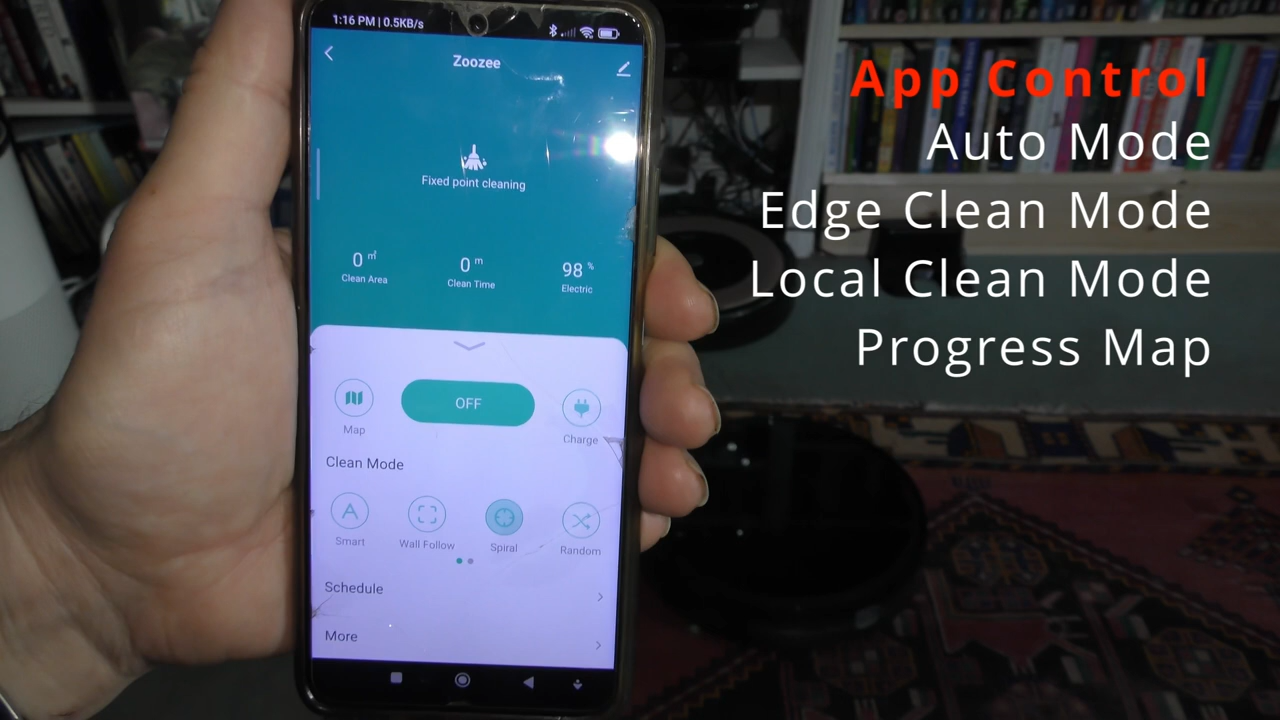 1:16 PM | 0.5KB/s
Zoozee
Fixed point cleaning
0 ㎡
Clean Area
0 m
Clean Time
98 %
Electric
OFF
Map
Charge
Clean Mode
Smart
Wall Follow
Spiral
Random
Schedule
More
App Control
Auto Mode
Edge Clean Mode
Local Clean Mode
Progress Map